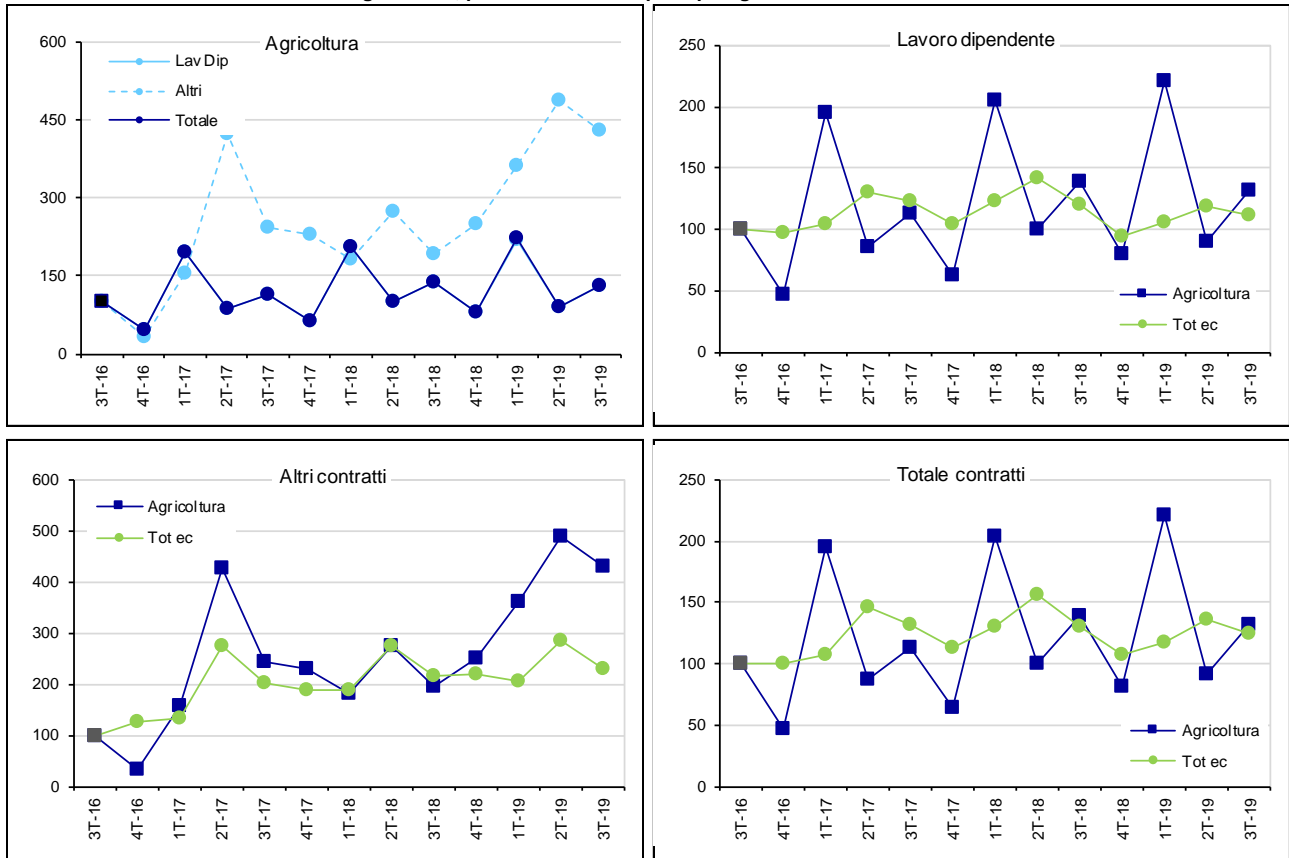 Agricoltura
Lav Dip
Altri
Totale
600
450
300
150
0
3T-16
4T-16
1T-17
2T-17
3T-17
4T-17
1T-18
2T-18
3T-18
4T-18
1T-19
2T-19
3T-19
Lavoro dipendente
250
200
150
100
50
0
Agricoltura
Tot ec
3T-16
4T-16
1T-17
2T-17
3T-17
4T-17
1T-18
2T-18
3T-18
4T-18
1T-19
2T-19
3T-19
Altri contratti
Agricoltura
Tot ec
600
500
400
300
200
100
0
3T-16
4T-16
1T-17
2T-17
3T-17
4T-17
1T-18
2T-18
3T-18
4T-18
1T-19
2T-19
3T-19
Totale contratti
250
200
150
100
50
0
Agricoltura
Tot ec
3T-16
4T-16
1T-17
2T-17
3T-17
4T-17
1T-18
2T-18
3T-18
4T-18
1T-19
2T-19
3T-19